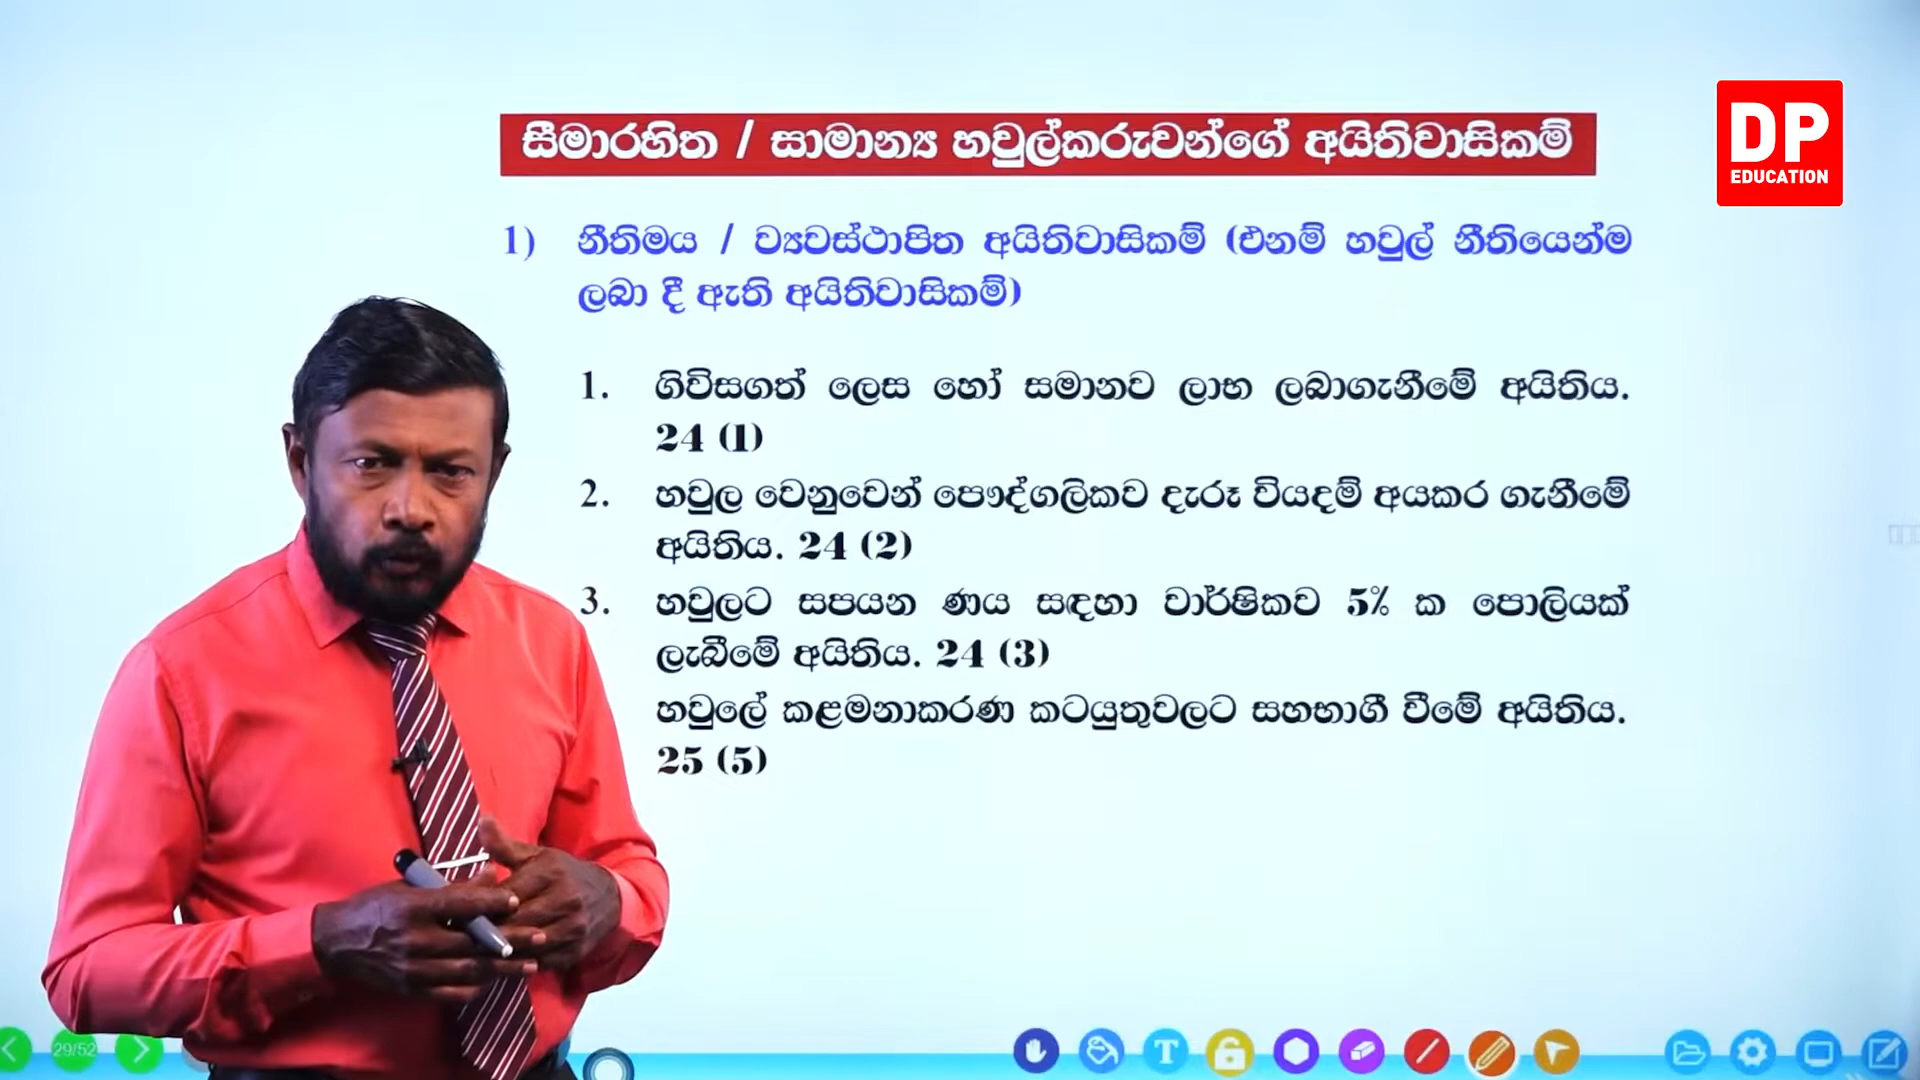 සීමාරහිත / සාමාන්‍ය හවුල්කරුවන්ගේ අයිතිවාසිකම්
DP
EDUCATION
1) නීතිමය / ව්‍යවස්ථාපිත අයිතිවාසිකම් (එනම් හවුල් නීතියෙන්ම
ලබා දී ඇති අයිතිවාසිකම්)
1. ගිවිසගත් ලෙස හෝ සමානව ලාභ ලබාගැනීමේ අයිතිය.
24 (1)
2. හවුල වෙනුවෙන් පෞද්ගලිකව දැරූ වියදම් අයකර ගැනීමේ
අයිතිය. 24 (2)
3. හවුලට සපයන ණය සඳහා වාර්ෂිකව 5% ක පොලියක්
ලැබීමේ අයිතිය. 24 (3)
හවුලේ කළමනාකරණ කටයුතුවලට සහභාගී වීමේ අයිතිය.
25 (5)
29/52
T